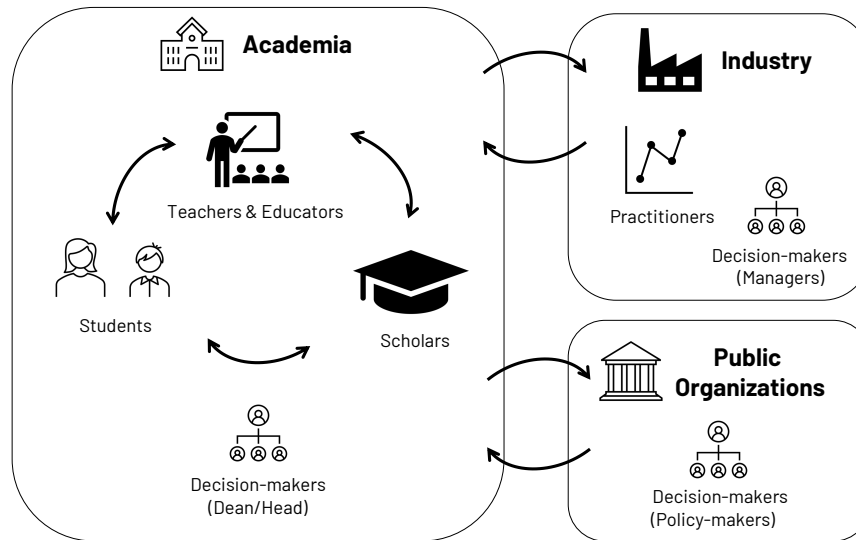 Academia
Teachers & Educators
Students
Scholars
Decision-makers
(Dean/Head)
Industry
Practitioners
Decision-makers
(Managers)
Public
Organizations
Decision-makers
(Policy-makers)